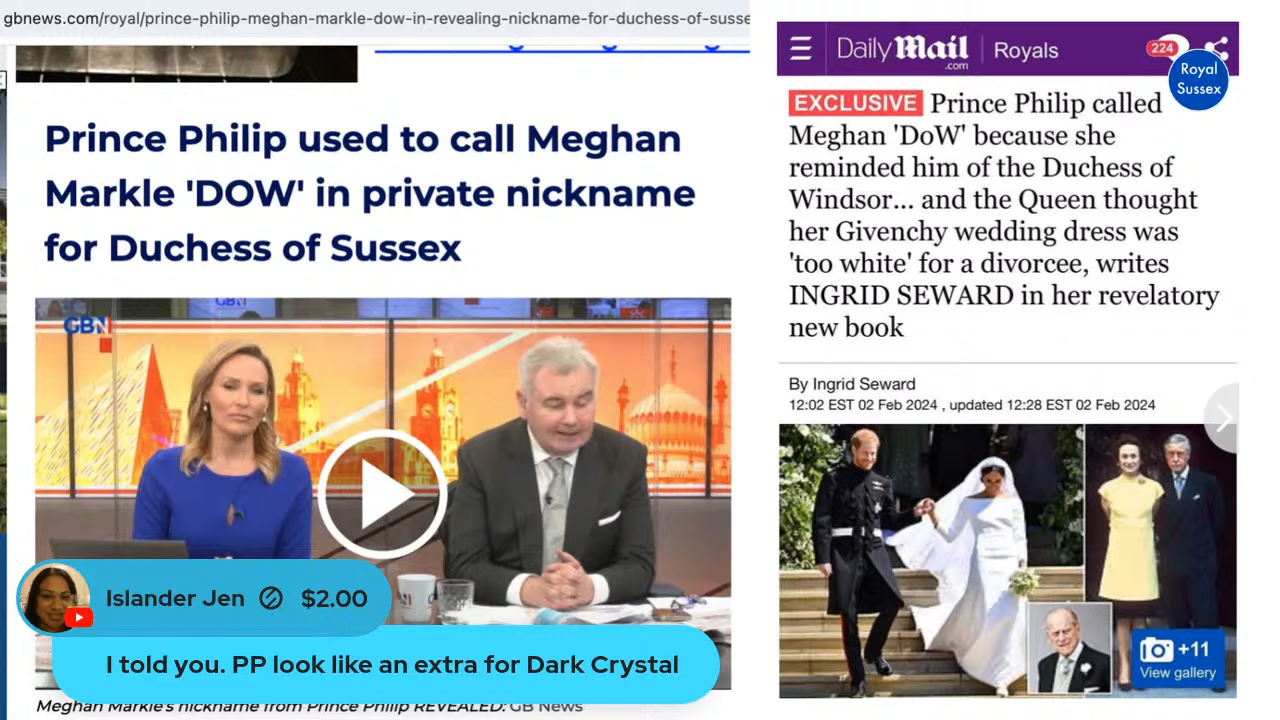 gbnews.com/royal/prince-philip-meghan-markle-dow-in-revealing-nickname-for-duchess-of-susse
Prince Philip used to call Meghan
Markle 'DOW' in private nickname
for Duchess of Sussex
GBN
GBN
Islander Jen $2.00
I told you. PP look like an extra for Dark Crystal
Meghan Markle's nickname from Prince Philip REVEALED: GB News
Daily Mail .com Royals 224
Royal
Sussex
EXCLUSIVE Prince Philip called
Meghan 'DoW' because she
reminded him of the Duchess of
Windsor... and the Queen thought
her Givenchy wedding dress was
'too white' for a divorcee, writes
INGRID SEWARD in her revelatory
new book
By Ingrid Seward
12:02 EST 02 Feb 2024 , updated 12:28 EST 02 Feb 2024
+11
View gallery